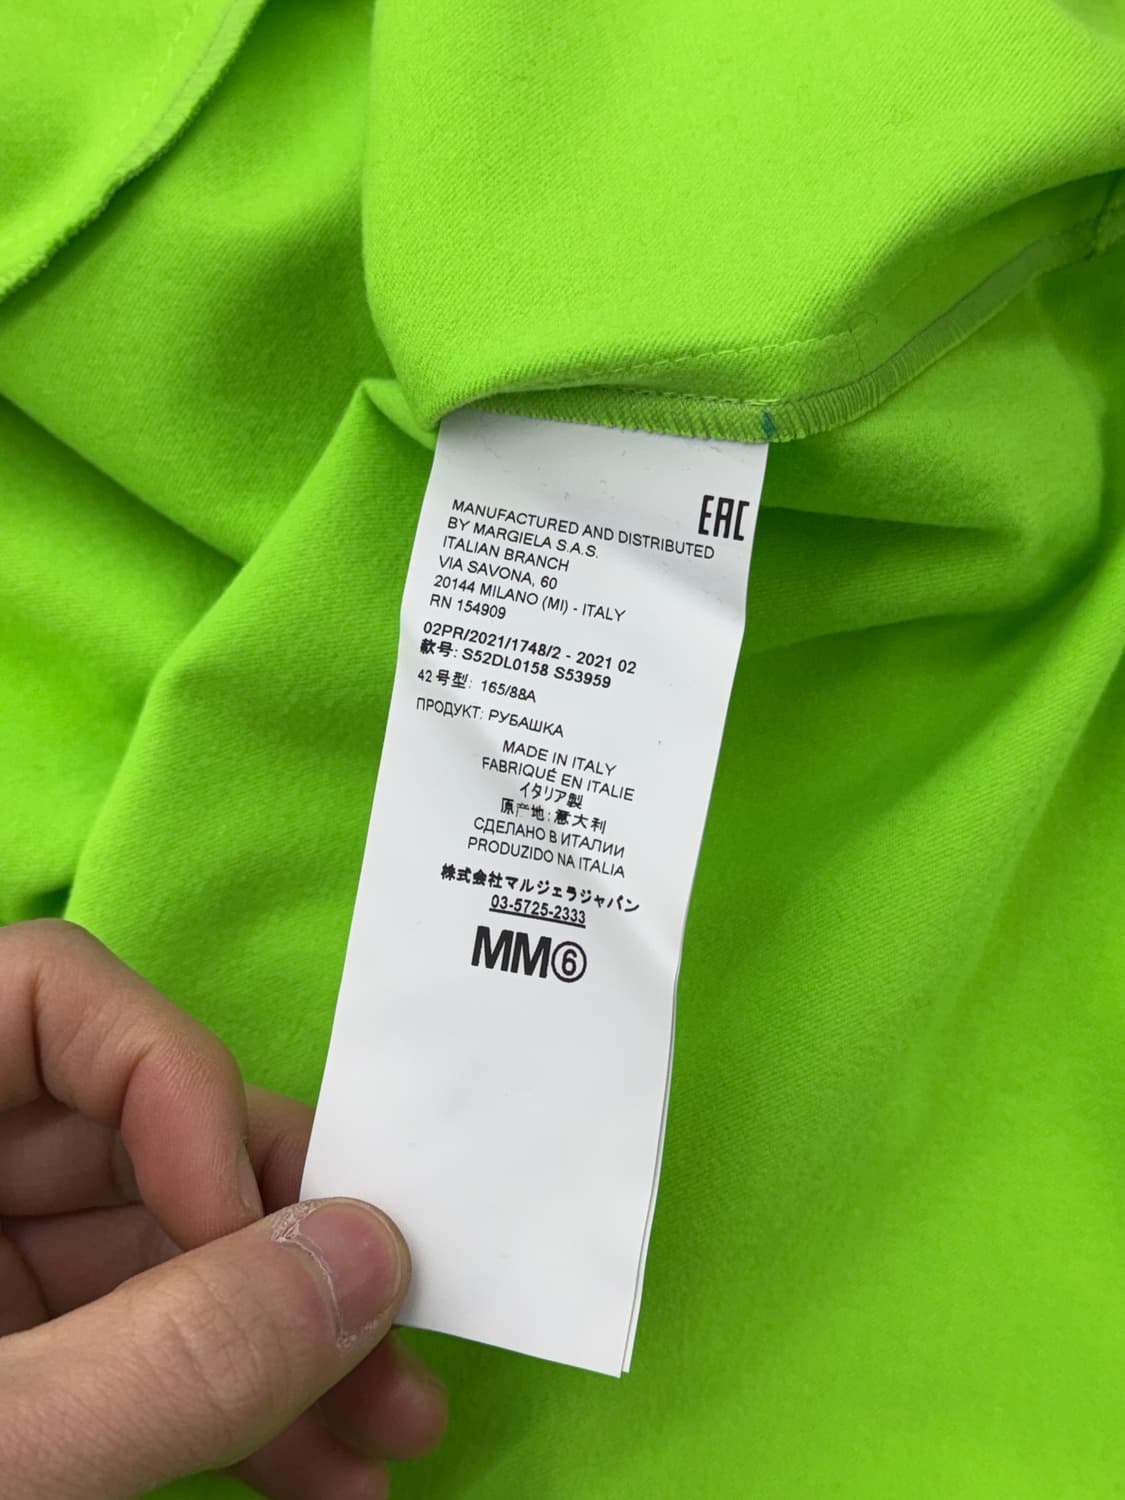 EAC
MANUFACTURED AND DISTRIBUTED
BY MARGIELA S.A.S.
ITALIAN BRANCH
VIA SAVONA, 60
20144 MILANO (MI) - ITALY
RN 154909
02PR/2021/1748/2 - 2021 02
款号: S52DL0158 S53959
42号型: 165/88A
ПРОДУКТ: РУБАШКА
MADE IN ITALY
FABRIQUÉ EN ITALIE
イタリア製
原产地: 意大利
СДЕЛАНО В ИТАЛИИ
PRODUZIDO NA ITALIA
株式会社マルジェラジャパン
03-5725-2333
MM⑥